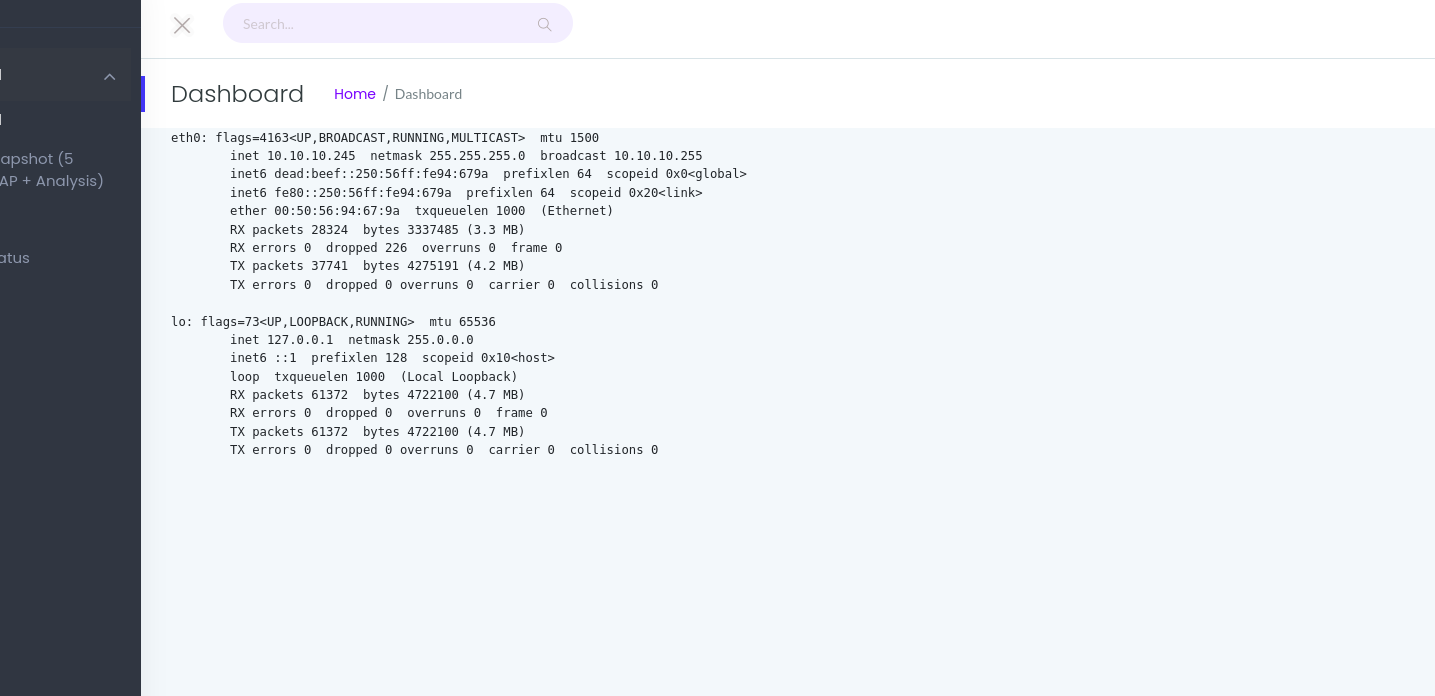 Search...
Dashboard
Home / Dashboard
apshot (5
AP + Analysis)
atus
eth0: flags=4163<UP,BROADCAST,RUNNING,MULTICAST>  mtu 1500
        inet 10.10.10.245  netmask 255.255.255.0  broadcast 10.10.10.255
        inet6 dead:beef::250:56ff:fe94:679a  prefixlen 64  scopeid 0x0<global>
        inet6 fe80::250:56ff:fe94:679a  prefixlen 64  scopeid 0x20<link>
        ether 00:50:56:94:67:9a  txqueuelen 1000  (Ethernet)
        RX packets 28324  bytes 3337485 (3.3 MB)
        RX errors 0  dropped 226  overruns 0  frame 0
        TX packets 37741  bytes 4275191 (4.2 MB)
        TX errors 0  dropped 0 overruns 0  carrier 0  collisions 0
lo: flags=73<UP,LOOPBACK,RUNNING>  mtu 65536
        inet 127.0.0.1  netmask 255.0.0.0
        inet6 ::1  prefixlen 128  scopeid 0x10<host>
        loop  txqueuelen 1000  (Local Loopback)
        RX packets 61372  bytes 4722100 (4.7 MB)
        RX errors 0  dropped 0  overruns 0  frame 0
        TX packets 61372  bytes 4722100 (4.7 MB)
        TX errors 0  dropped 0 overruns 0  carrier 0  collisions 0